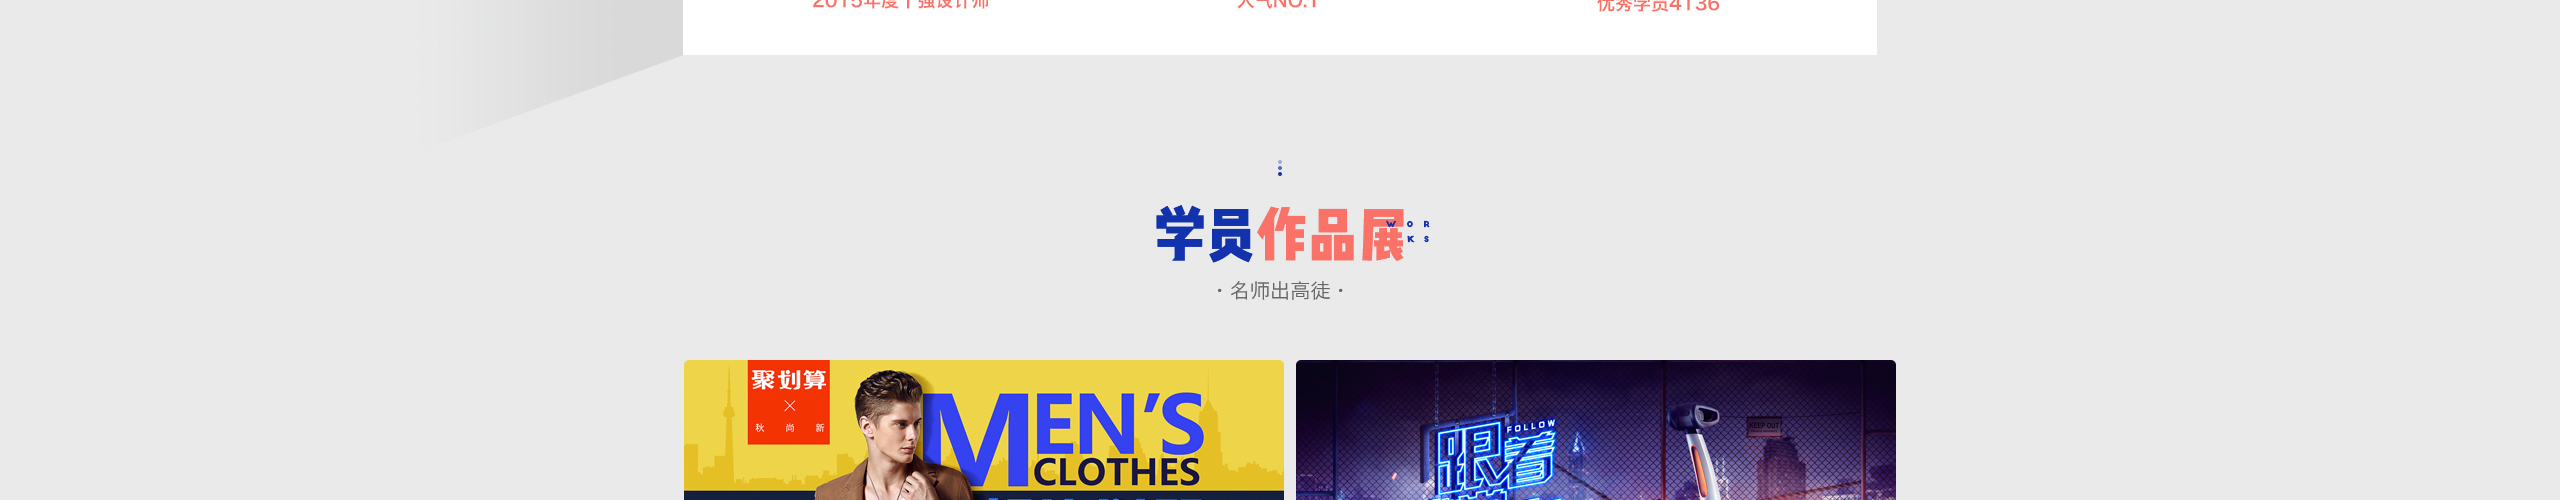 2015年度十强设计师
人气NO.1
优秀学员4136
学员作品展
WOR
KS
· 名师出高徒 ·
聚划算
×
秋尚新
MEN'S
CLOTHES
跟着
FOLLOW
KEEP OUT